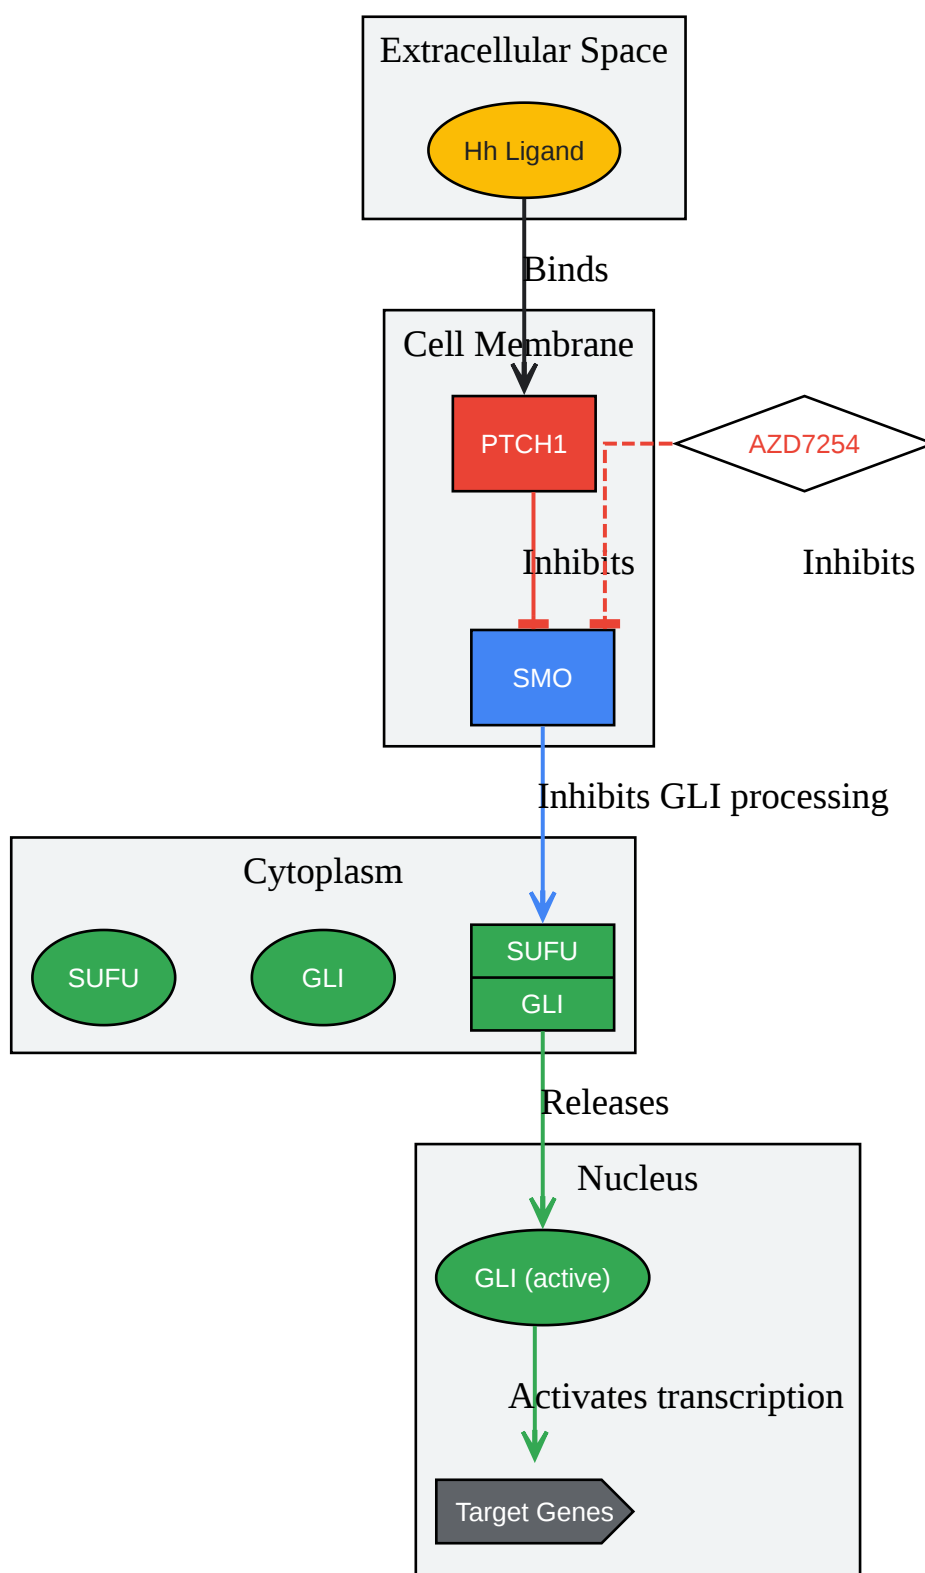 Extracellular Space
Hh Ligand
Binds
Cell Membrane
PTCH1
AZD7254
Inhibits
Inhibits
SMO
Inhibits GLI processing
Cytoplasm
SUFU
GLI
SUFU
GLI
Releases
Nucleus
GLI (active)
Activates transcription
Target Genes